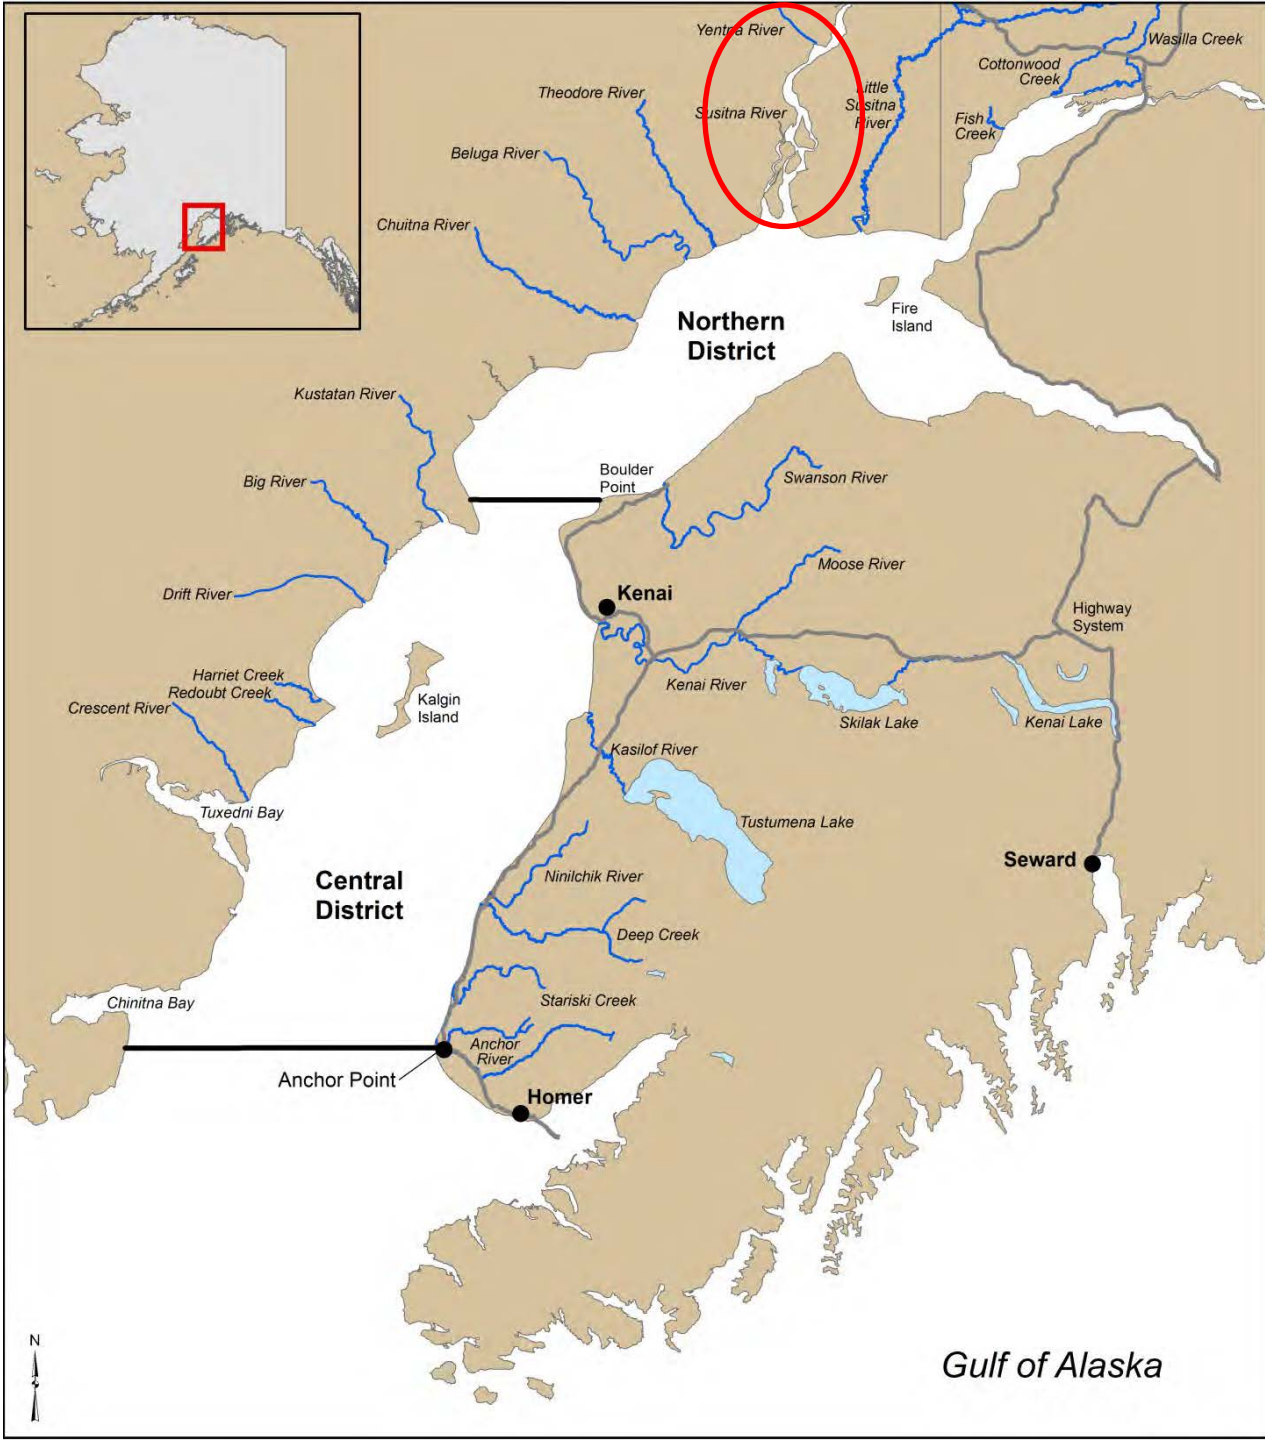 Yentna River
Wasilla Creek
Cottonwood
Creek
Theodore River
Little
Susitna
River
Susitna River
Fish
Creek
Beluga River
Chuitna River
Northern
District
Fire
Island
Kustatan River
Boulder
Point
Swanson River
Big River
Moose River
Drift River
Kenai
Highway
System
Harriet Creek
Redoubt Creek
Crescent River
Kalgin
Island
Kenai River
Skilak Lake
Kenai Lake
Kasilof River
Tuxedni Bay
Tustumena Lake
Seward
Central
District
Ninilchik River
Deep Creek
Chinitna Bay
Stariski Creek
Anchor
River
Anchor Point
Homer
N
Gulf of Alaska